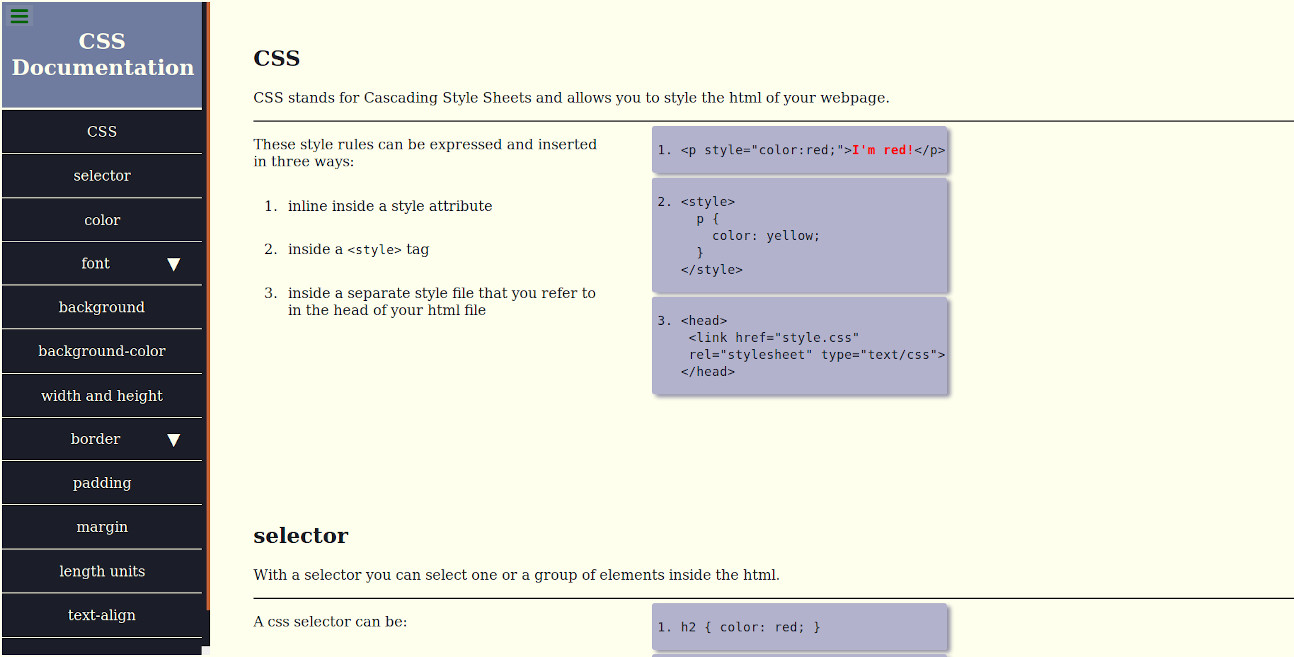 CSS
Documentation
CSS
selector
color
font ▼
background
background-color
width and height
border ▼
padding
margin
length units
text-align
CSS
CSS stands for Cascading Style Sheets and allows you to style the html of your webpage.
These style rules can be expressed and inserted
in three ways:
1. inline inside a style attribute
2. inside a <style> tag
3. inside a separate style file that you refer to
in the head of your html file
1. <p style="color:red;">I'm red!</p>
2. <style>
p {
color: yellow;
}
</style>
3. <head>
<link href="style.css"
rel="stylesheet" type="text/css">
</head>
selector
With a selector you can select one or a group of elements inside the html.
A css selector can be:
1. h2 { color: red; }